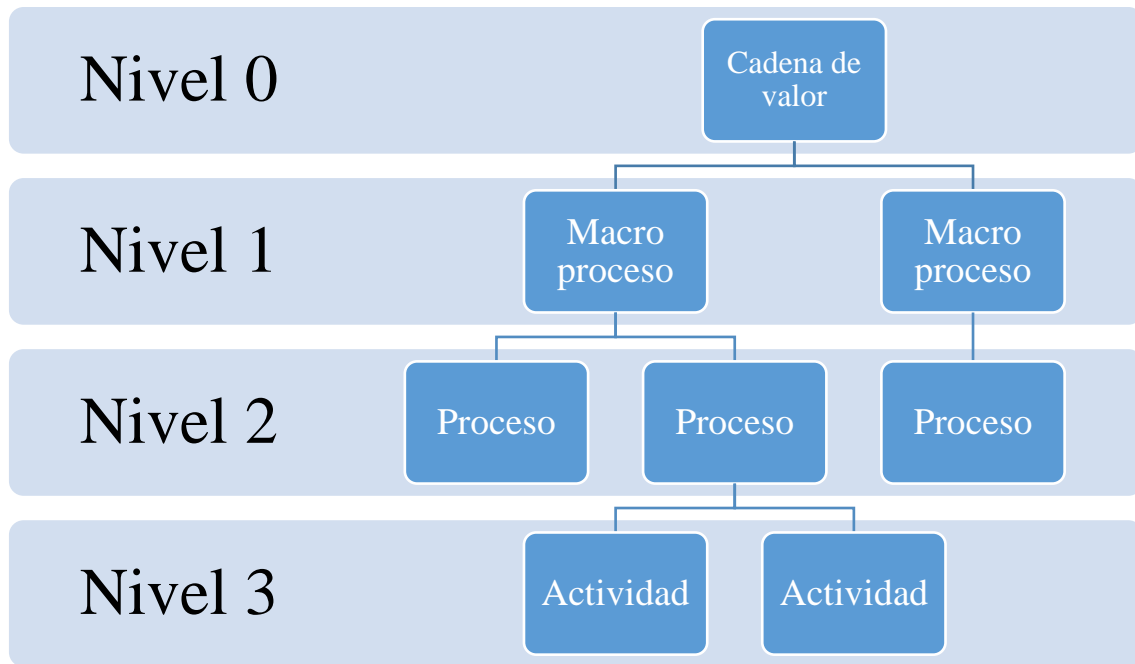 Nivel 0
Cadena de
valor
Nivel 1
Macro
proceso
Macro
proceso
Nivel 2
Proceso
Proceso
Proceso
Nivel 3
Actividad
Actividad